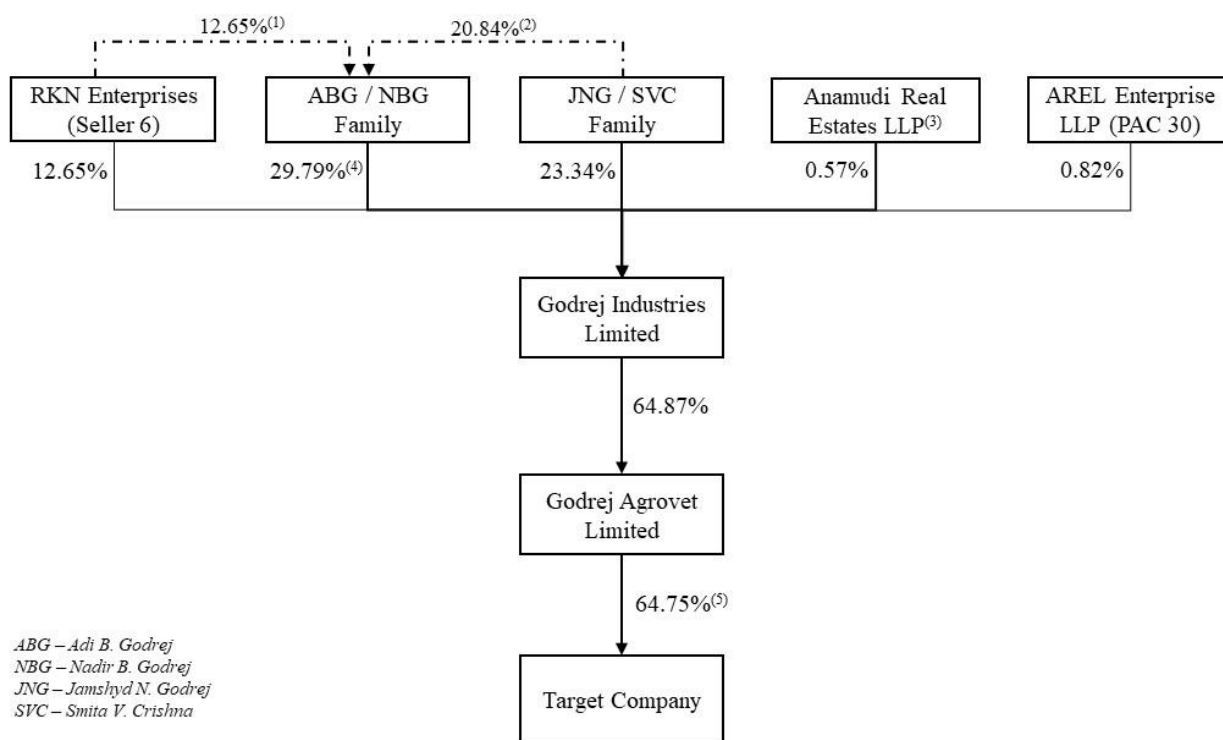 12.65%(1)
20.84%(2)
RKN Enterprises
(Seller 6)
ABG / NBG
Family
JNG / SVC
Family
Anamudi Real
Estates LLP(3)
AREL Enterprise
LLP (PAC 30)
12.65%
29.79%(4)
23.34%
0.57%
0.82%
Godrej Industries
Limited
64.87%
Godrej Agrovet
Limited
64.75%(5)
ABG – Adi B. Godrej
NBG – Nadir B. Godrej
JNG – Jamshyd N. Godrej
SVC – Smita V. Crishna
Target Company